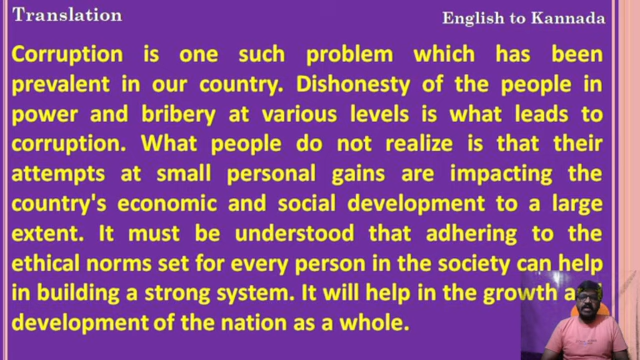 Translation
English to Kannada
Corruption is one such problem which has been
prevalent in our country. Dishonesty of the people in
power and bribery at various levels is what leads to
corruption. What people do not realize is that their
attempts at small personal gains are impacting the
country's economic and social development to a large
extent. It must be understood that adhering to the
ethical norms set for every person in the society can help
in building a strong system. It will help in the growth
development of the nation as a whole.